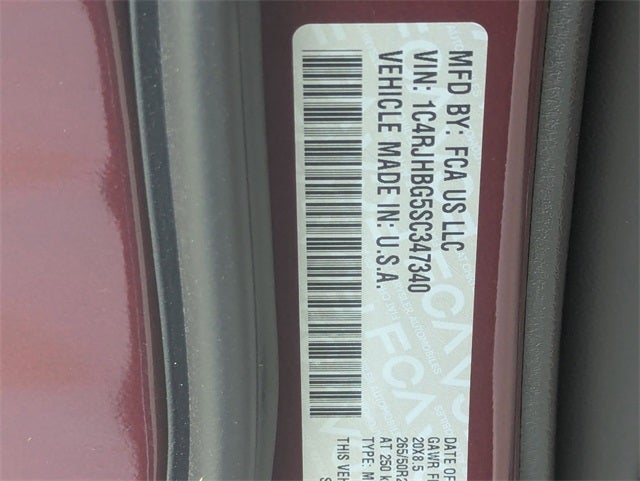 MFD BY: FCA US LLC
VIN: 1C4RJHBG5SC347340
VEHICLE MADE IN: U.S.A.
DATE OF
GAWR F
20X8.5
265/50R2
AT 250 k
TYPE: M
THIS VEH